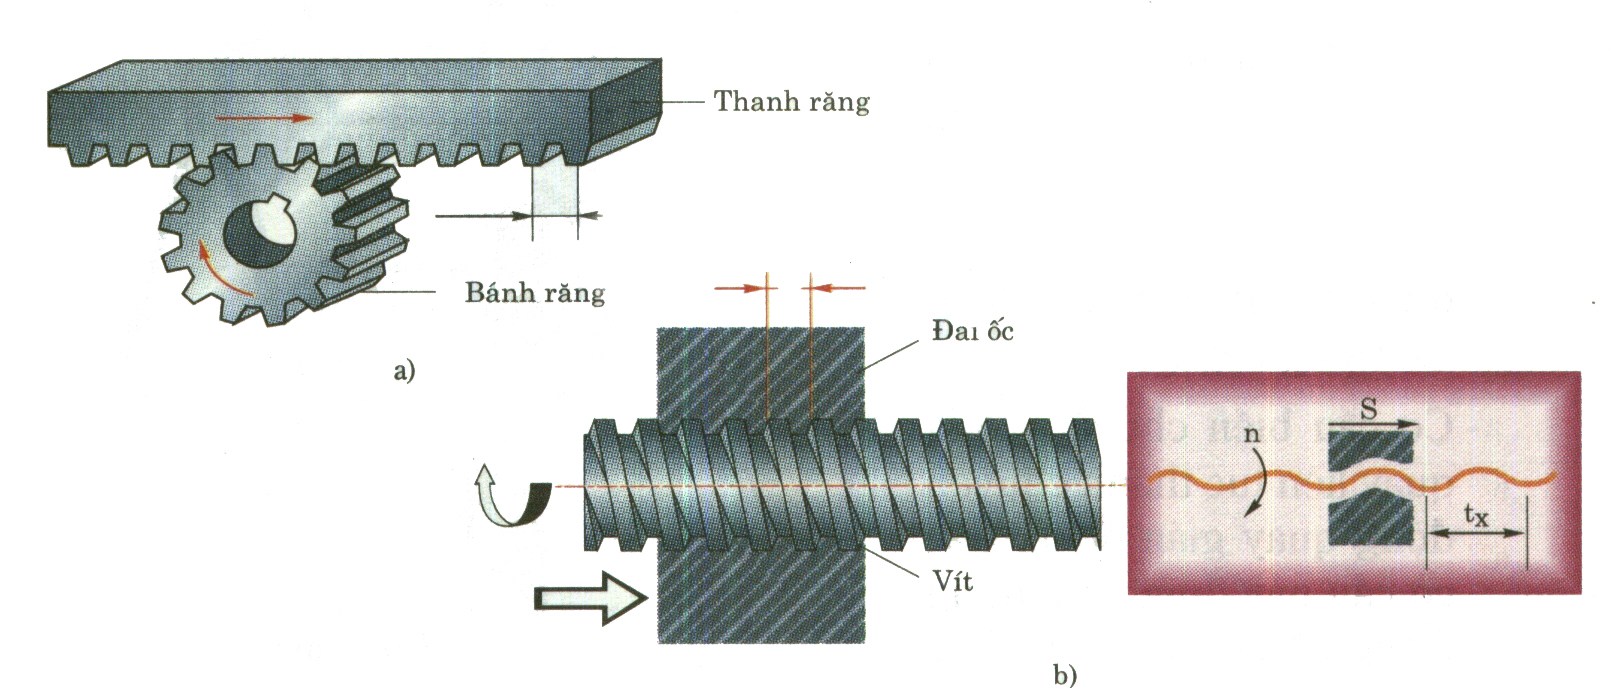 Thanh răng
Bánh răng
a)
Đai ốc
Vít
b)
n
S
tx